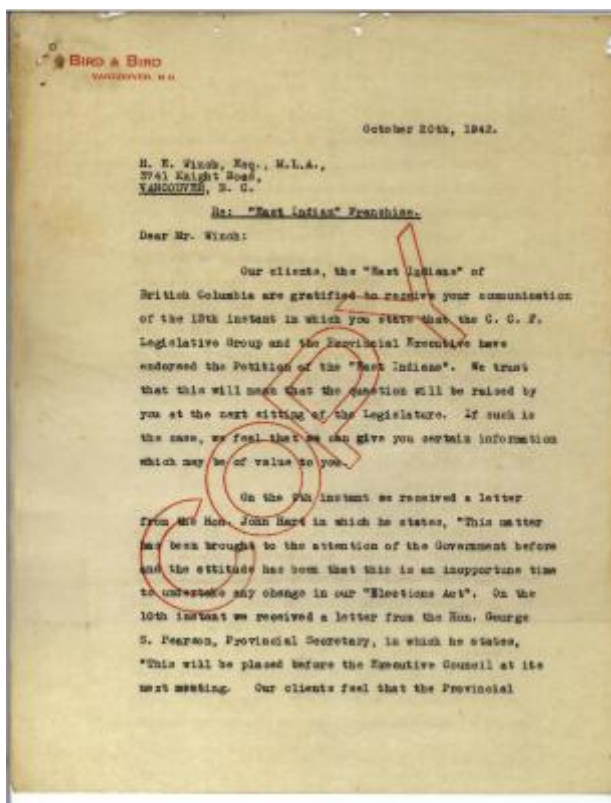 BIRD & BIRD
VANCOUVER, B.C.
October 20th, 1942.
H. E. Winch, Esq., M.L.A.,
3741 Knight Road,
VANCOUVER, B. C.
Re: "East Indian" Franchise.
Dear Mr. Winch:
Our clients, the "East Indians" of
British Columbia are gratified to receive your communication
of the 15th instant in which you state that the C. C. F.
Legislative Group and the Provincial Executive have
endorsed the Petition of the "East Indians". We trust
that this will mean that the question will be raised by
you at the next sitting of the Legislature. If such is
the case, we feel that we can give you certain information
which may be of value to you.
On the 9th instant we received a letter
from the Hon. John Hart in which he states, "This matter
has been brought to the attention of the Government before
and the attitude has been that this is an inopportune time
to undertake any change in our "Elections Act". On the
10th instant we received a letter from the Hon. George
S. Pearson, Provincial Secretary, in which he states,
"This will be placed before the Executive Council at its
next meeting. Our clients feel that the Provincial
COPY